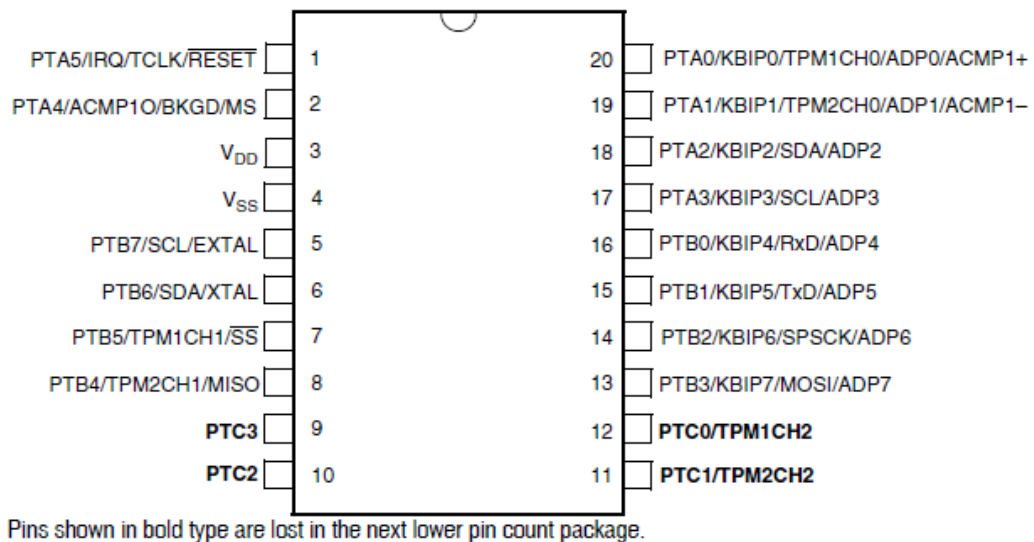 PTA5/IRQ/TCLK/RESET 1 20 PTA0/KBIP0/TPM1CH0/ADP0/ACMP1+
PTA4/ACMP1O/BKGD/MS 2 19 PTA1/KBIP1/TPM2CH0/ADP1/ACMP1–
VDD 3 18 PTA2/KBIP2/SDA/ADP2
VSS 4 17 PTA3/KBIP3/SCL/ADP3
PTB7/SCL/EXTAL 5 16 PTB0/KBIP4/RxD/ADP4
PTB6/SDA/XTAL 6 15 PTB1/KBIP5/TxD/ADP5
PTB5/TPM1CH1/SS 7 14 PTB2/KBIP6/SPSCK/ADP6
PTB4/TPM2CH1/MISO 8 13 PTB3/KBIP7/MOSI/ADP7
PTC3 9 12 PTC0/TPM1CH2
PTC2 10 11 PTC1/TPM2CH2
Pins shown in bold type are lost in the next lower pin count package.